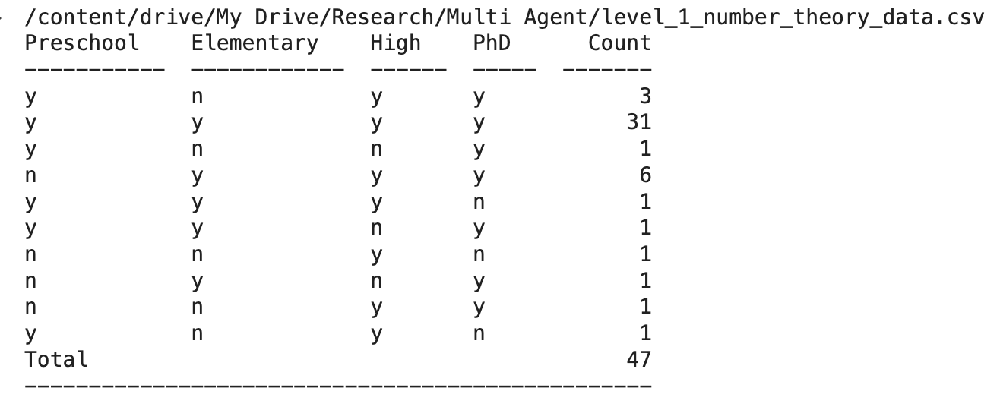 /content/drive/My Drive/Research/Multi Agent/level_1_number_theory_data.csv
Preschool    Elementary    High    PhD      Count
-----------  ------------  ------  -----  -------
y            n             y       y            3
y            y             y       y           31
y            n             n       y            1
n            y             y       y            6
y            y             y       n            1
y            y             n       y            1
n            n             y       n            1
n            y             n       y            1
n            n             y       y            1
y            n             y       n            1
Total                                          47
-------------------------------------------------